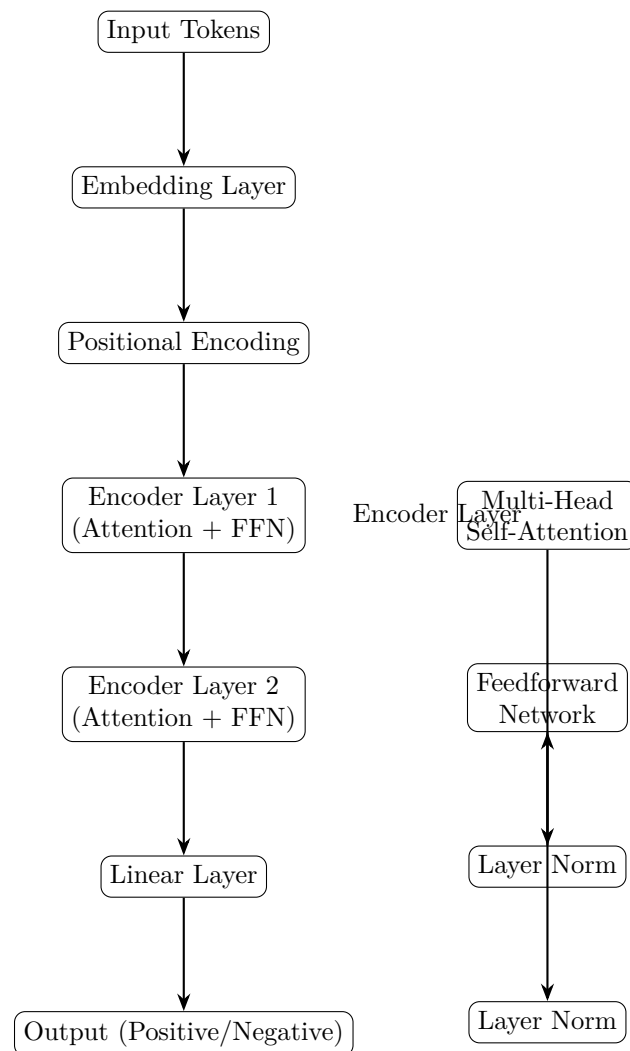 Input Tokens
Embedding Layer
Positional Encoding
Encoder Layer 1
(Attention + FFN)
Encoder Layer 2
(Attention + FFN)
Linear Layer
Output (Positive/Negative)
Encoder Layer
Multi-Head
Self-Attention
Feedforward
Network
Layer Norm
Layer Norm